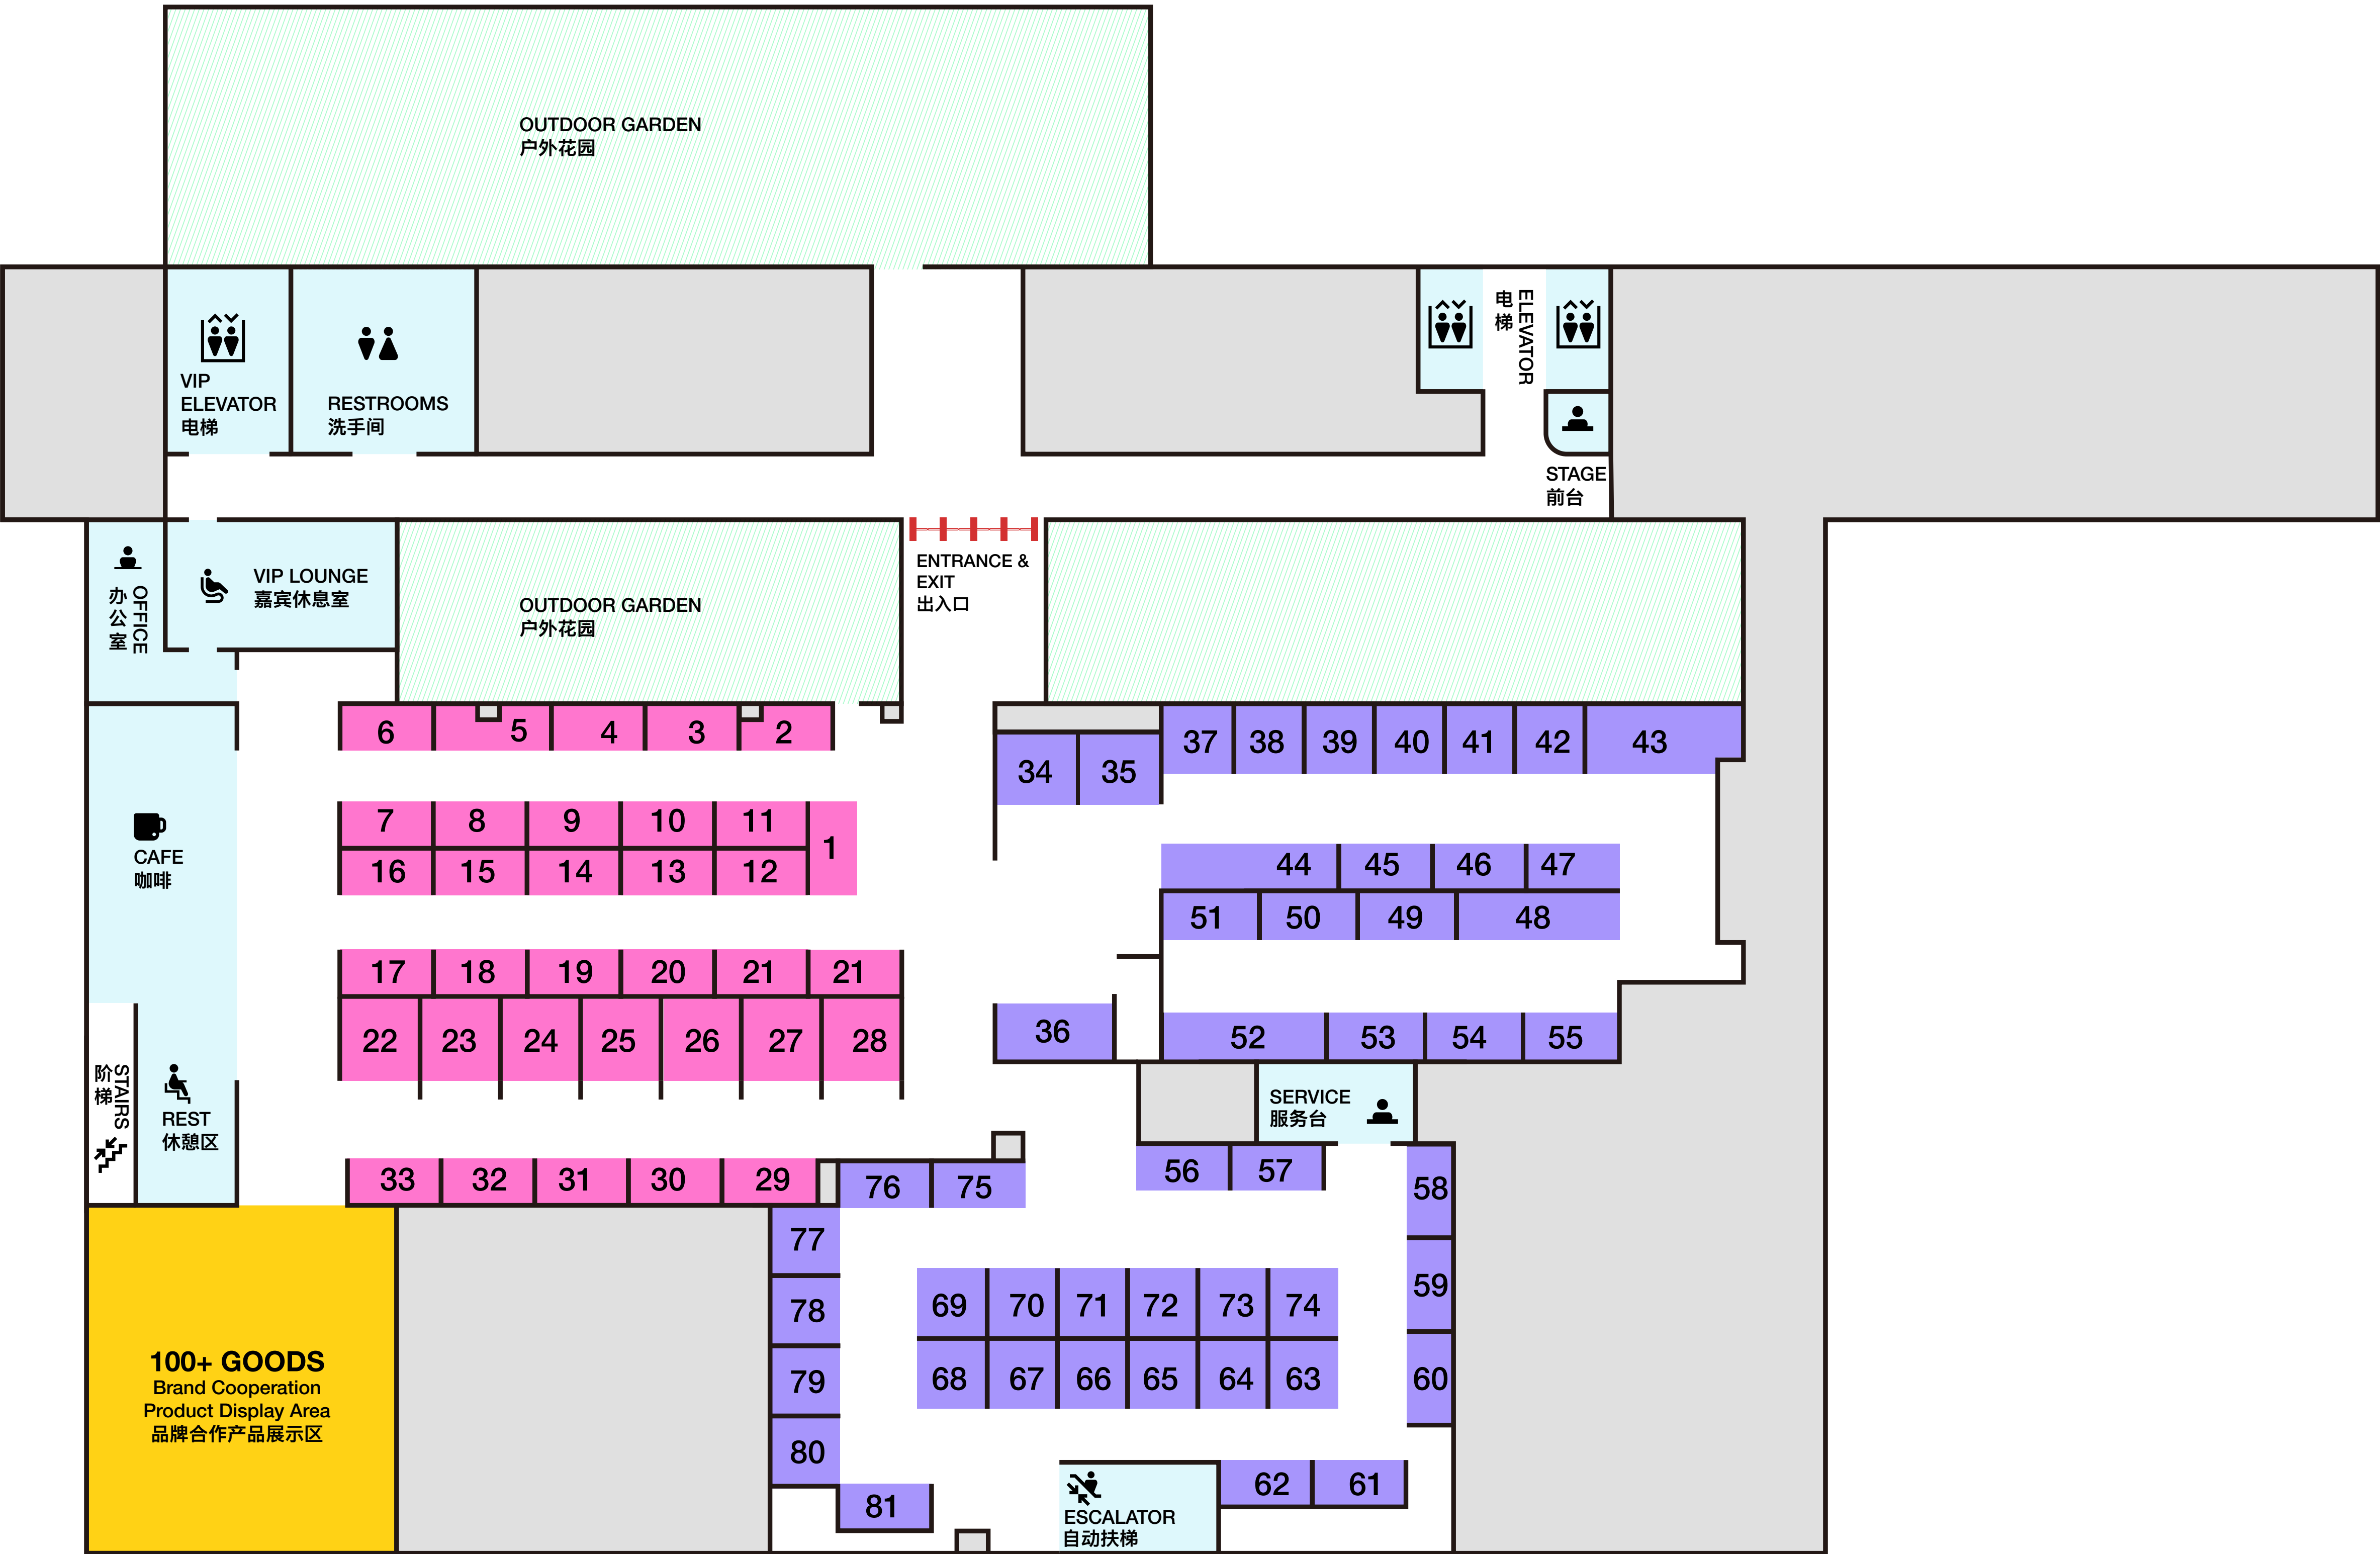 OUTDOOR GARDEN
户外花园
VIP
ELEVATOR
电梯
RESTROOMS
洗手间
ELEVATOR
电梯
STAGE
前台
OFFICE
办公室
VIP LOUNGE
嘉宾休息室
OUTDOOR GARDEN
户外花园
ENTRANCE &
EXIT
出入口
6 5 4 3 2
34 35 37 38 39 40 41 42 43
7 8 9 10 11 1
16 15 14 13 12
CAFE
咖啡
44 45 46 47
51 50 49 48
17 18 19 20 21 21
22 23 24 25 26 27 28
36 52 53 54 55
STAIRS
阶梯
REST
休憩区
SERVICE
服务台
33 32 31 30 29 76 75 56 57 58
77
59
78
69 70 71 72 73 74
79
68 67 66 65 64 63 60
80
81
62 61
100+ GOODS
Brand Cooperation
Product Display Area
品牌合作产品展示区
ESCALATOR
自动扶梯